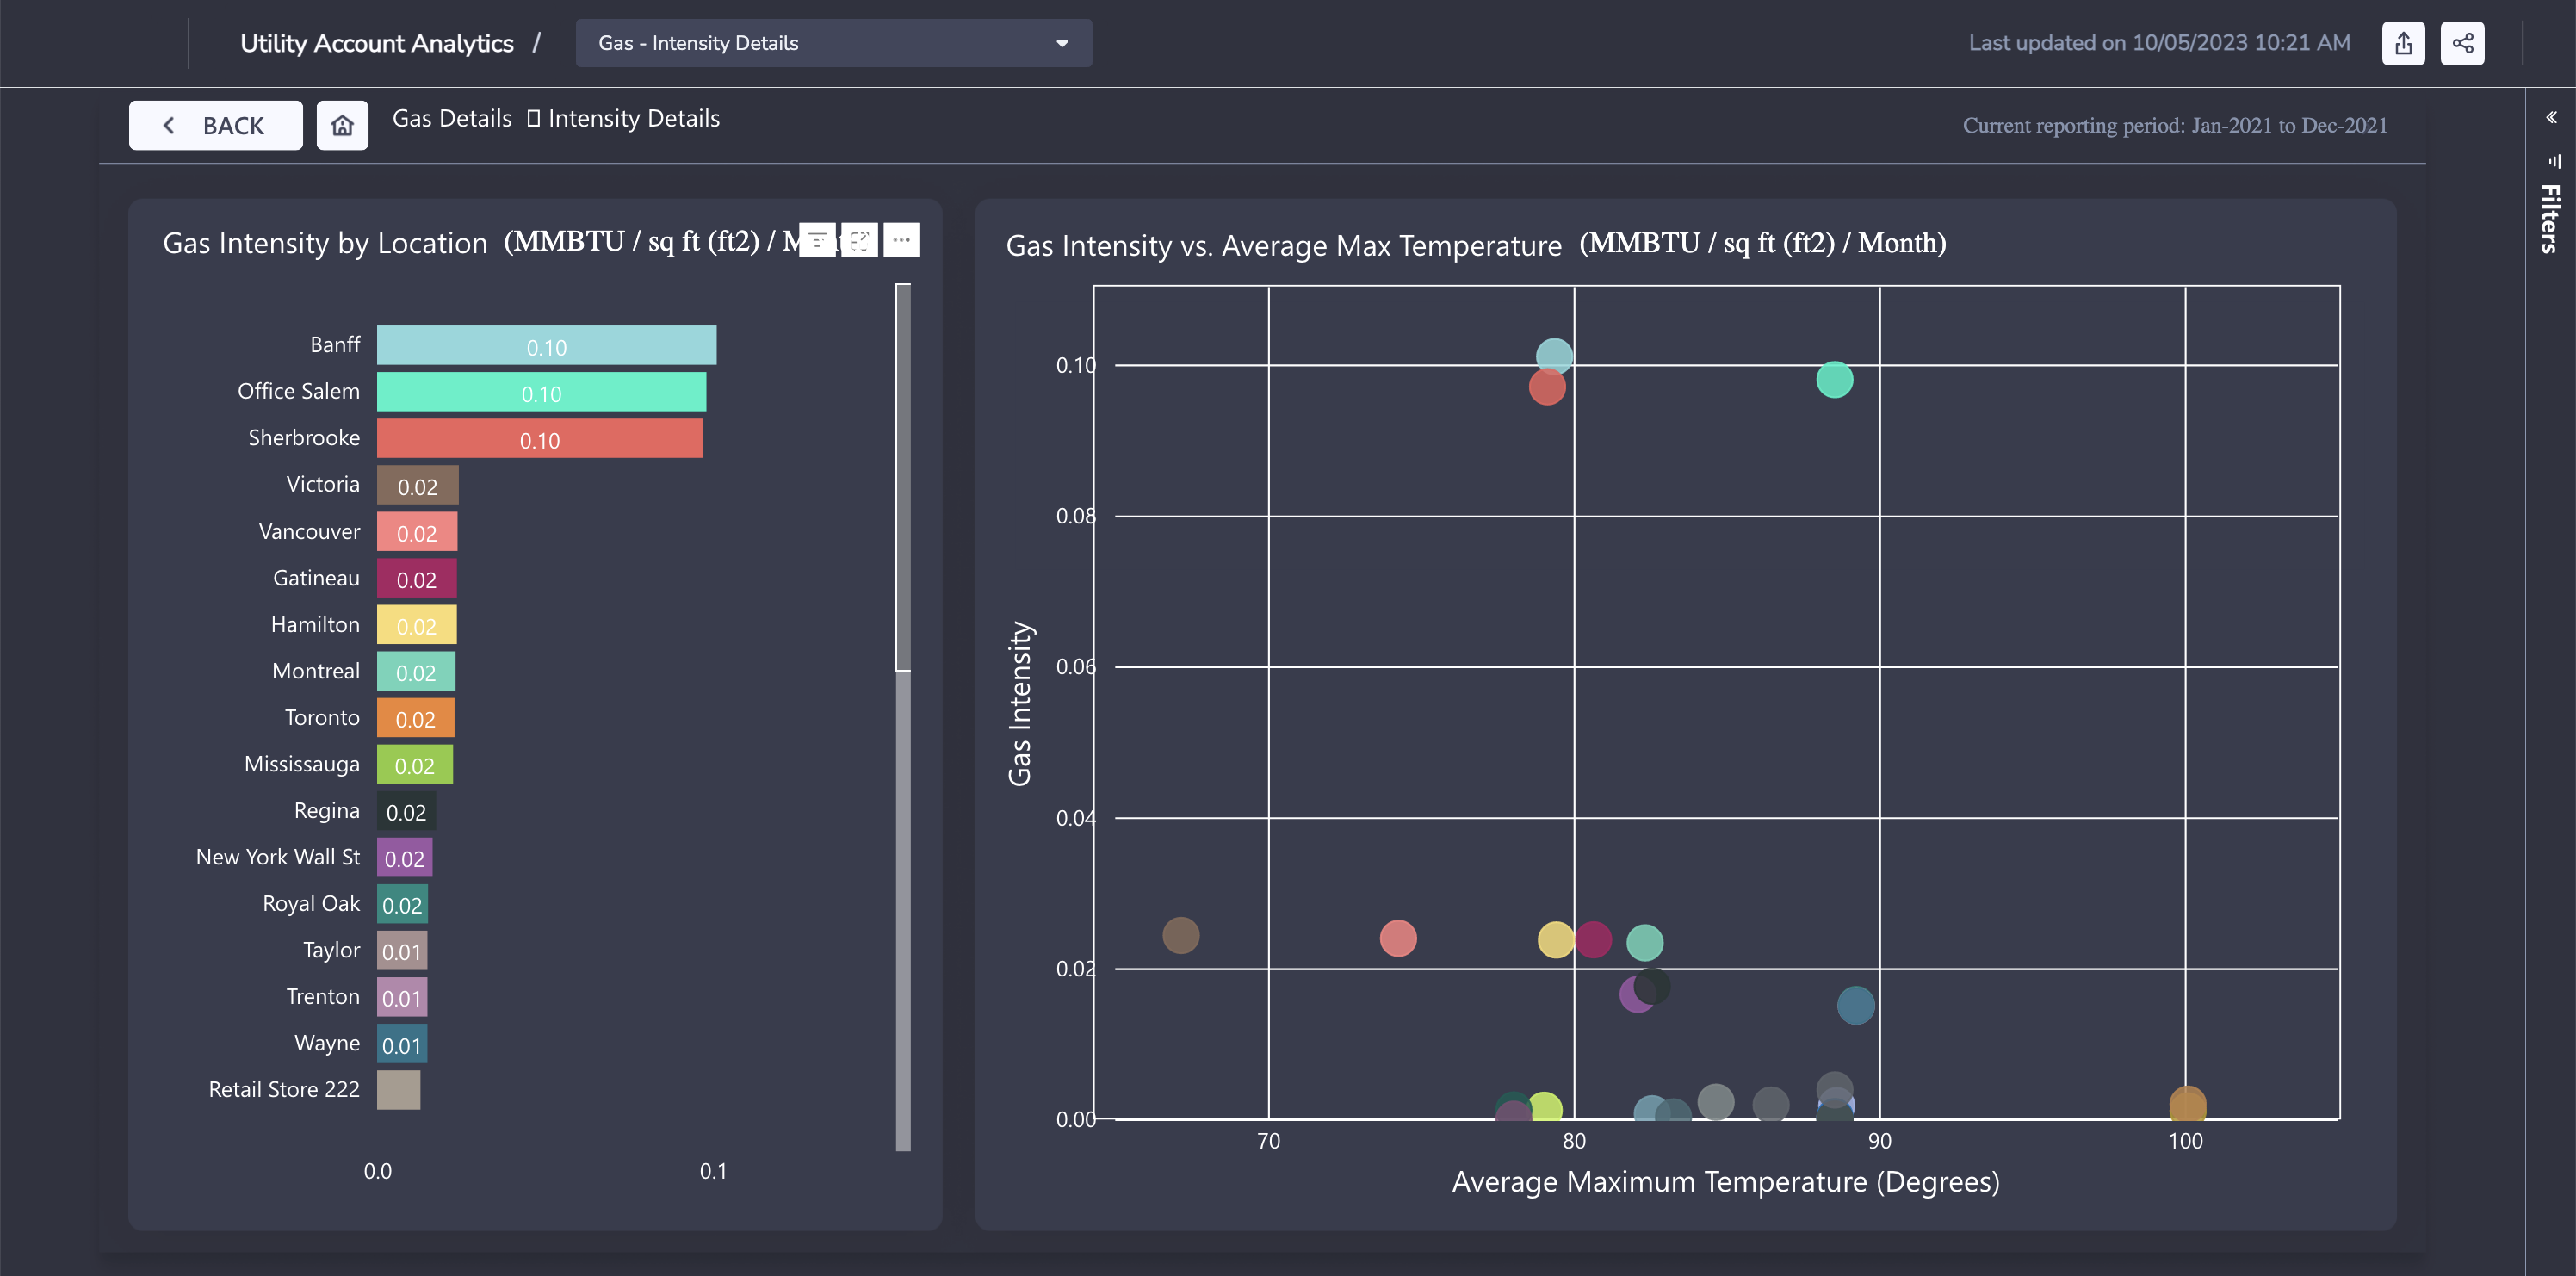 Utility Account Analytics /
Gas - Intensity Details
Last updated on 10/05/2023 10:21 AM
BACK
Gas Details ▯ Intensity Details
Current reporting period: Jan-2021 to Dec-2021
Filters
Gas Intensity by Location (MMBTU / sq ft (ft2) /
Banff 0.10
Office Salem 0.10
Sherbrooke 0.10
Victoria 0.02
Vancouver 0.02
Gatineau 0.02
Hamilton 0.02
Montreal 0.02
Toronto 0.02
Mississauga 0.02
Regina 0.02
New York Wall St 0.02
Royal Oak 0.02
Taylor 0.01
Trenton 0.01
Wayne 0.01
Retail Store 222
0.0 0.1
Gas Intensity vs. Average Max Temperature (MMBTU / sq ft (ft2) / Month)
Gas Intensity
0.10
0.08
0.06
0.04
0.02
0.00
70 80 90 100
Average Maximum Temperature (Degrees)